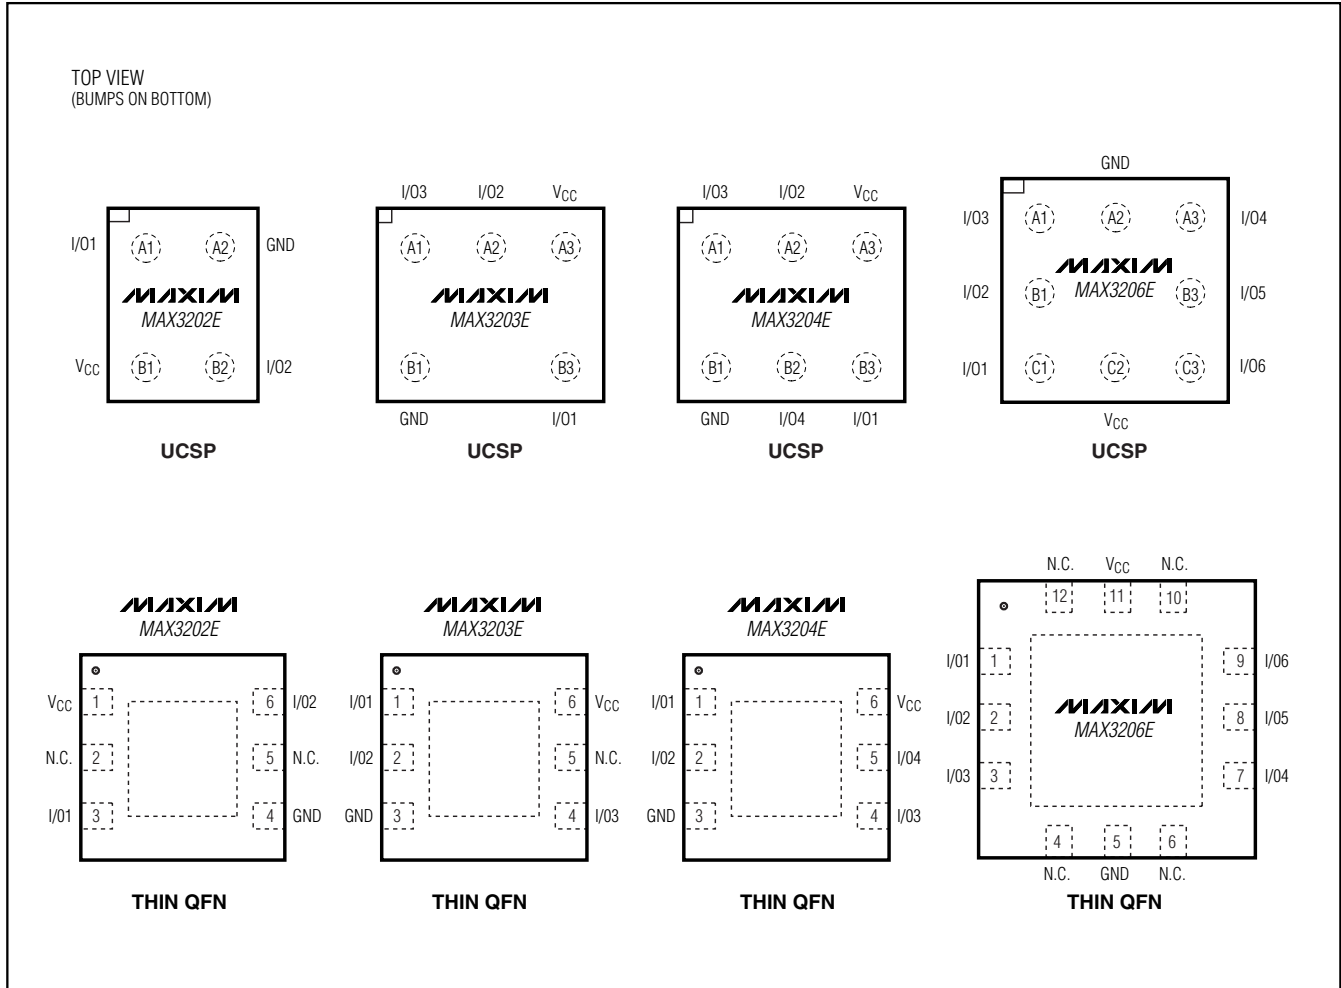 TOP VIEW
(BUMPS ON BOTTOM)
I/O1 A1 A2 GND
MAXIM
MAX3202E
VCC B1 B2 I/O2
UCSP
I/O3 I/O2 VCC
A1 A2 A3
MAXIM
MAX3203E
B1 B3
GND I/O1
UCSP
I/O3 I/O2 VCC
A1 A2 A3
MAXIM
MAX3204E
B1 B2 B3
GND I/O4 I/O1
UCSP
GND
I/O3 A1 A2 A3 I/O4
MAXIM
I/O2 B1 MAX3206E B3 I/O5
I/O1 C1 C2 C3 I/O6
VCC
UCSP
MAXIM
MAX3202E
VCC 1 6 I/O2
N.C. 2 5 N.C.
I/O1 3 4 GND
THIN QFN
MAXIM
MAX3203E
I/O1 1 6 VCC
I/O2 2 5 N.C.
GND 3 4 I/O3
THIN QFN
MAXIM
MAX3204E
I/O1 1 6 VCC
I/O2 2 5 I/O4
GND 3 4 I/O3
THIN QFN
N.C. VCC N.C.
12 11 10
I/O1 1 9 I/O6
MAXIM
I/O2 2 MAX3206E 8 I/O5
I/O3 3 7 I/O4
4 5 6
N.C. GND N.C.
THIN QFN